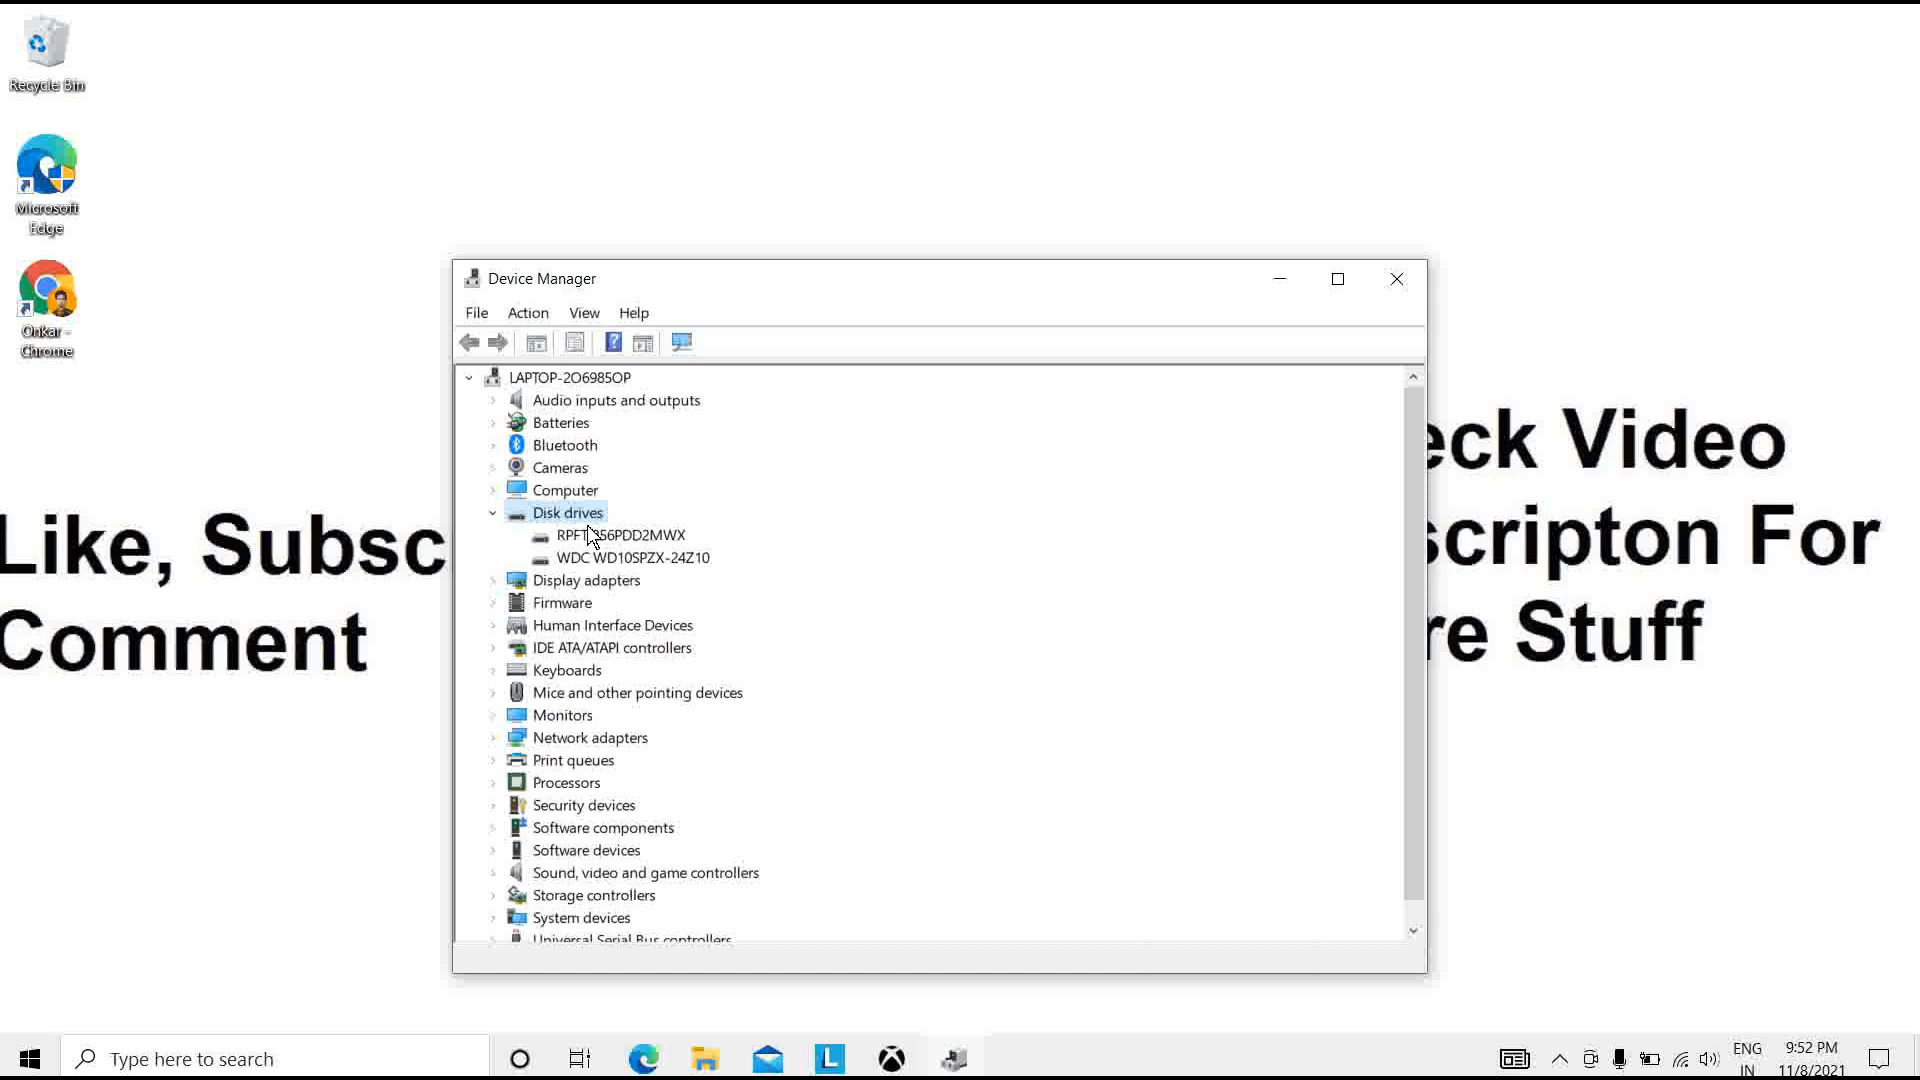 Recycle Bin
Microsoft
Edge
Onkar -
Chrome
Like, Subsc
Comment
eck Video
scripton For
re Stuff
Device Manager
File Action View Help
LAPTOP-2O6985OP
Audio inputs and outputs
Batteries
Bluetooth
Cameras
Computer
Disk drives
WDC WD10SPZX-24Z10
Display adapters
Firmware
Human Interface Devices
IDE ATA/ATAPI controllers
Keyboards
Mice and other pointing devices
Monitors
Network adapters
Print queues
Processors
Security devices
Software components
Software devices
Sound, video and game controllers
Storage controllers
System devices
Universal Serial Bus controllers
Type here to search
L
ENG
IN
9:52 PM
11/8/2021